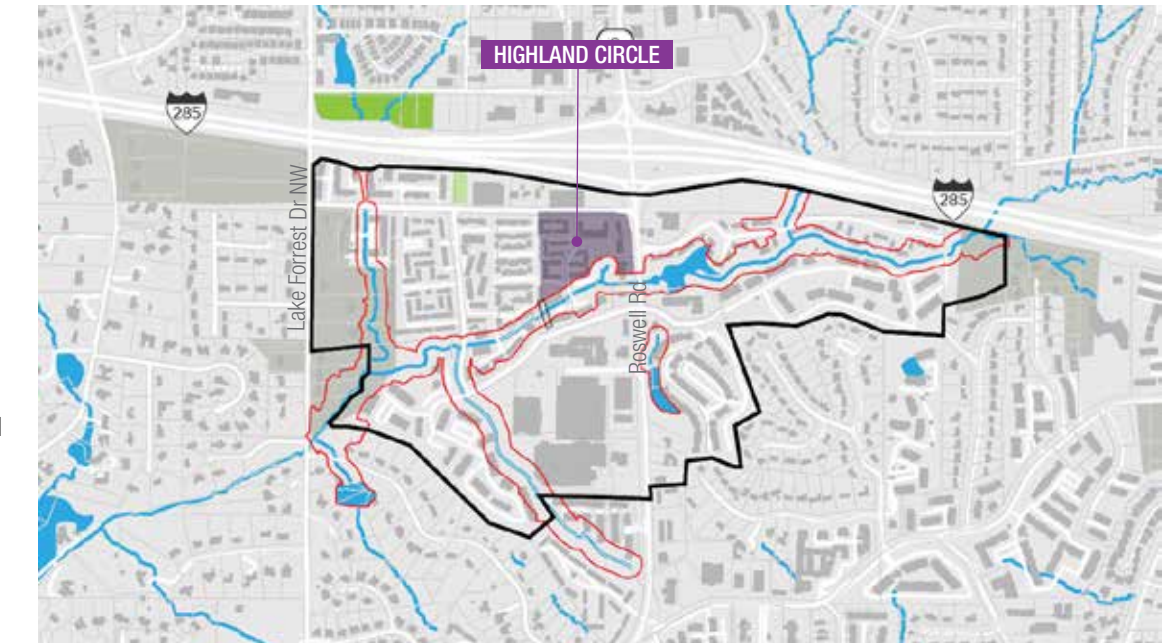 HIGHLAND CIRCLE
285
Lake Forrest Dr NW
285
Roswell Rd